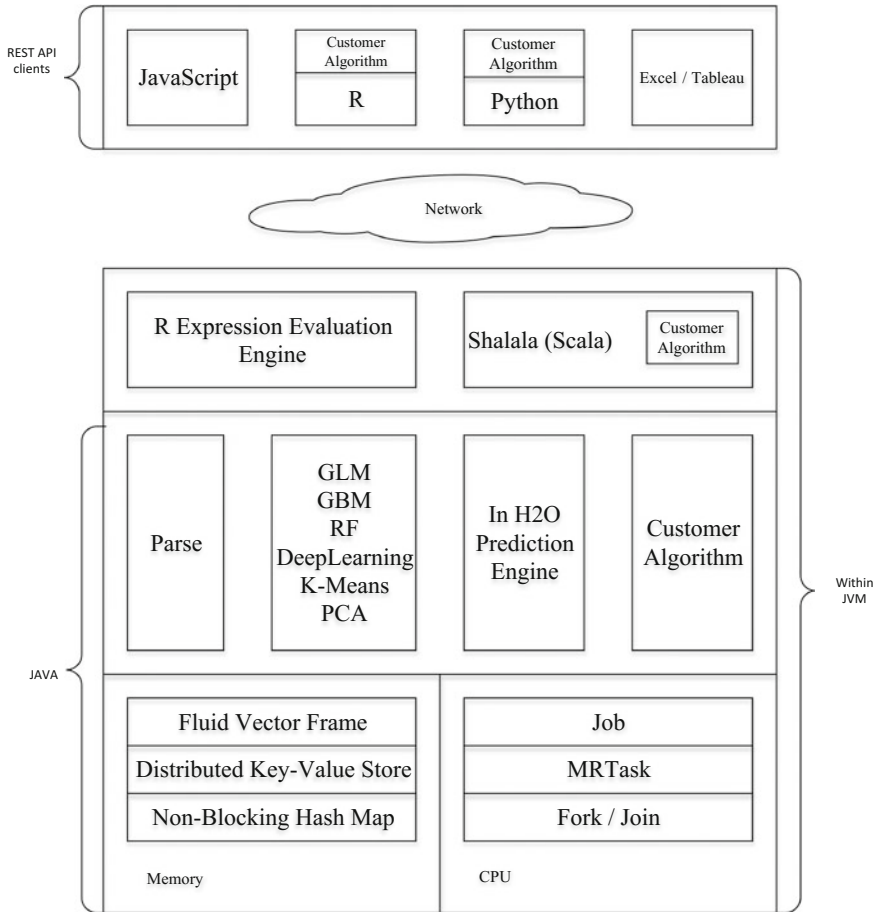 REST API
clients
JavaScript
Customer
Algorithm
R
Customer
Algorithm
Python
Excel / Tableau
Network
R Expression Evaluation
Engine
Shalala (Scala)
Customer
Algorithm
Parse
GLM
GBM
RF
DeepLearning
K-Means
PCA
In H2O
Prediction
Engine
Customer
Algorithm
Within
JVM
JAVA
Fluid Vector Frame
Distributed Key-Value Store
Non-Blocking Hash Map
Memory
Job
MRTask
Fork / Join
CPU